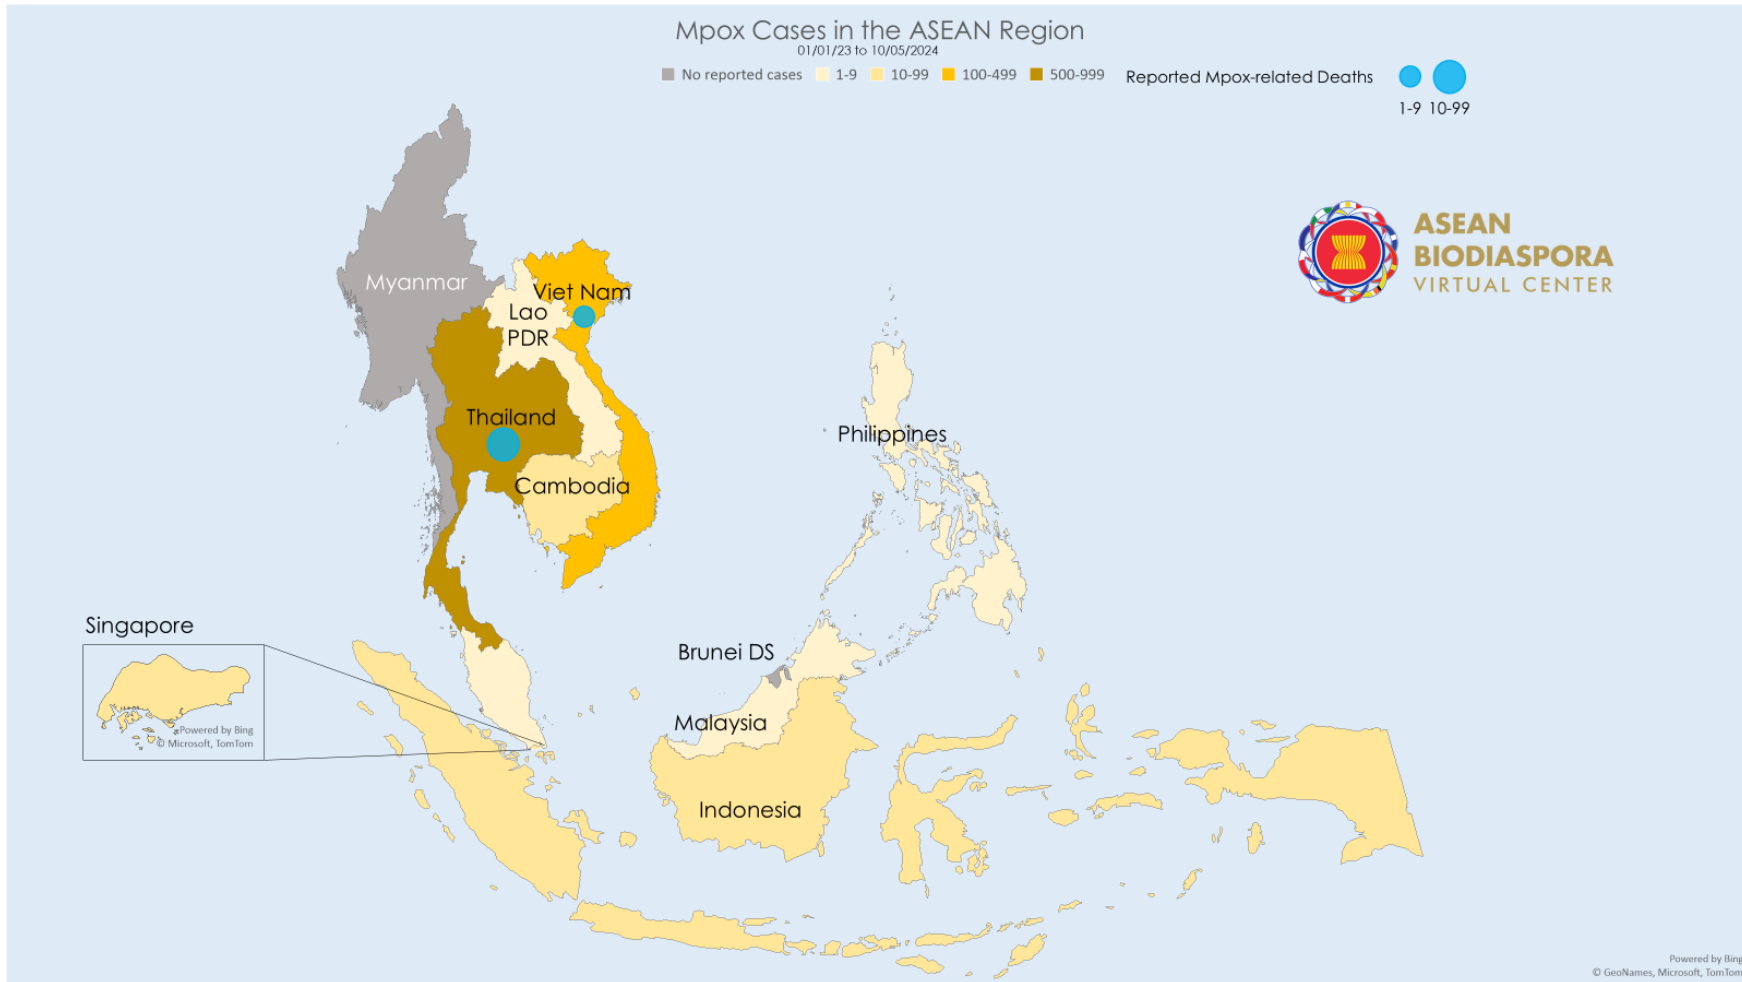 Mpox Cases in the ASEAN Region
01/01/23 to 10/05/2024
No reported cases 1-9 10-99 100-499 500-999 Reported Mpox-related Deaths
1-9 10-99
ASEAN
BIODIASPORA
VIRTUAL CENTER
Myanmar
Viet Nam
Lao
PDR
Thailand
Philippines
Cambodia
Singapore
Brunei DS
Malaysia
Powered by Bing
© Microsoft, TomTom
Indonesia
Powered by Bing
© GeoNames, Microsoft, TomTom